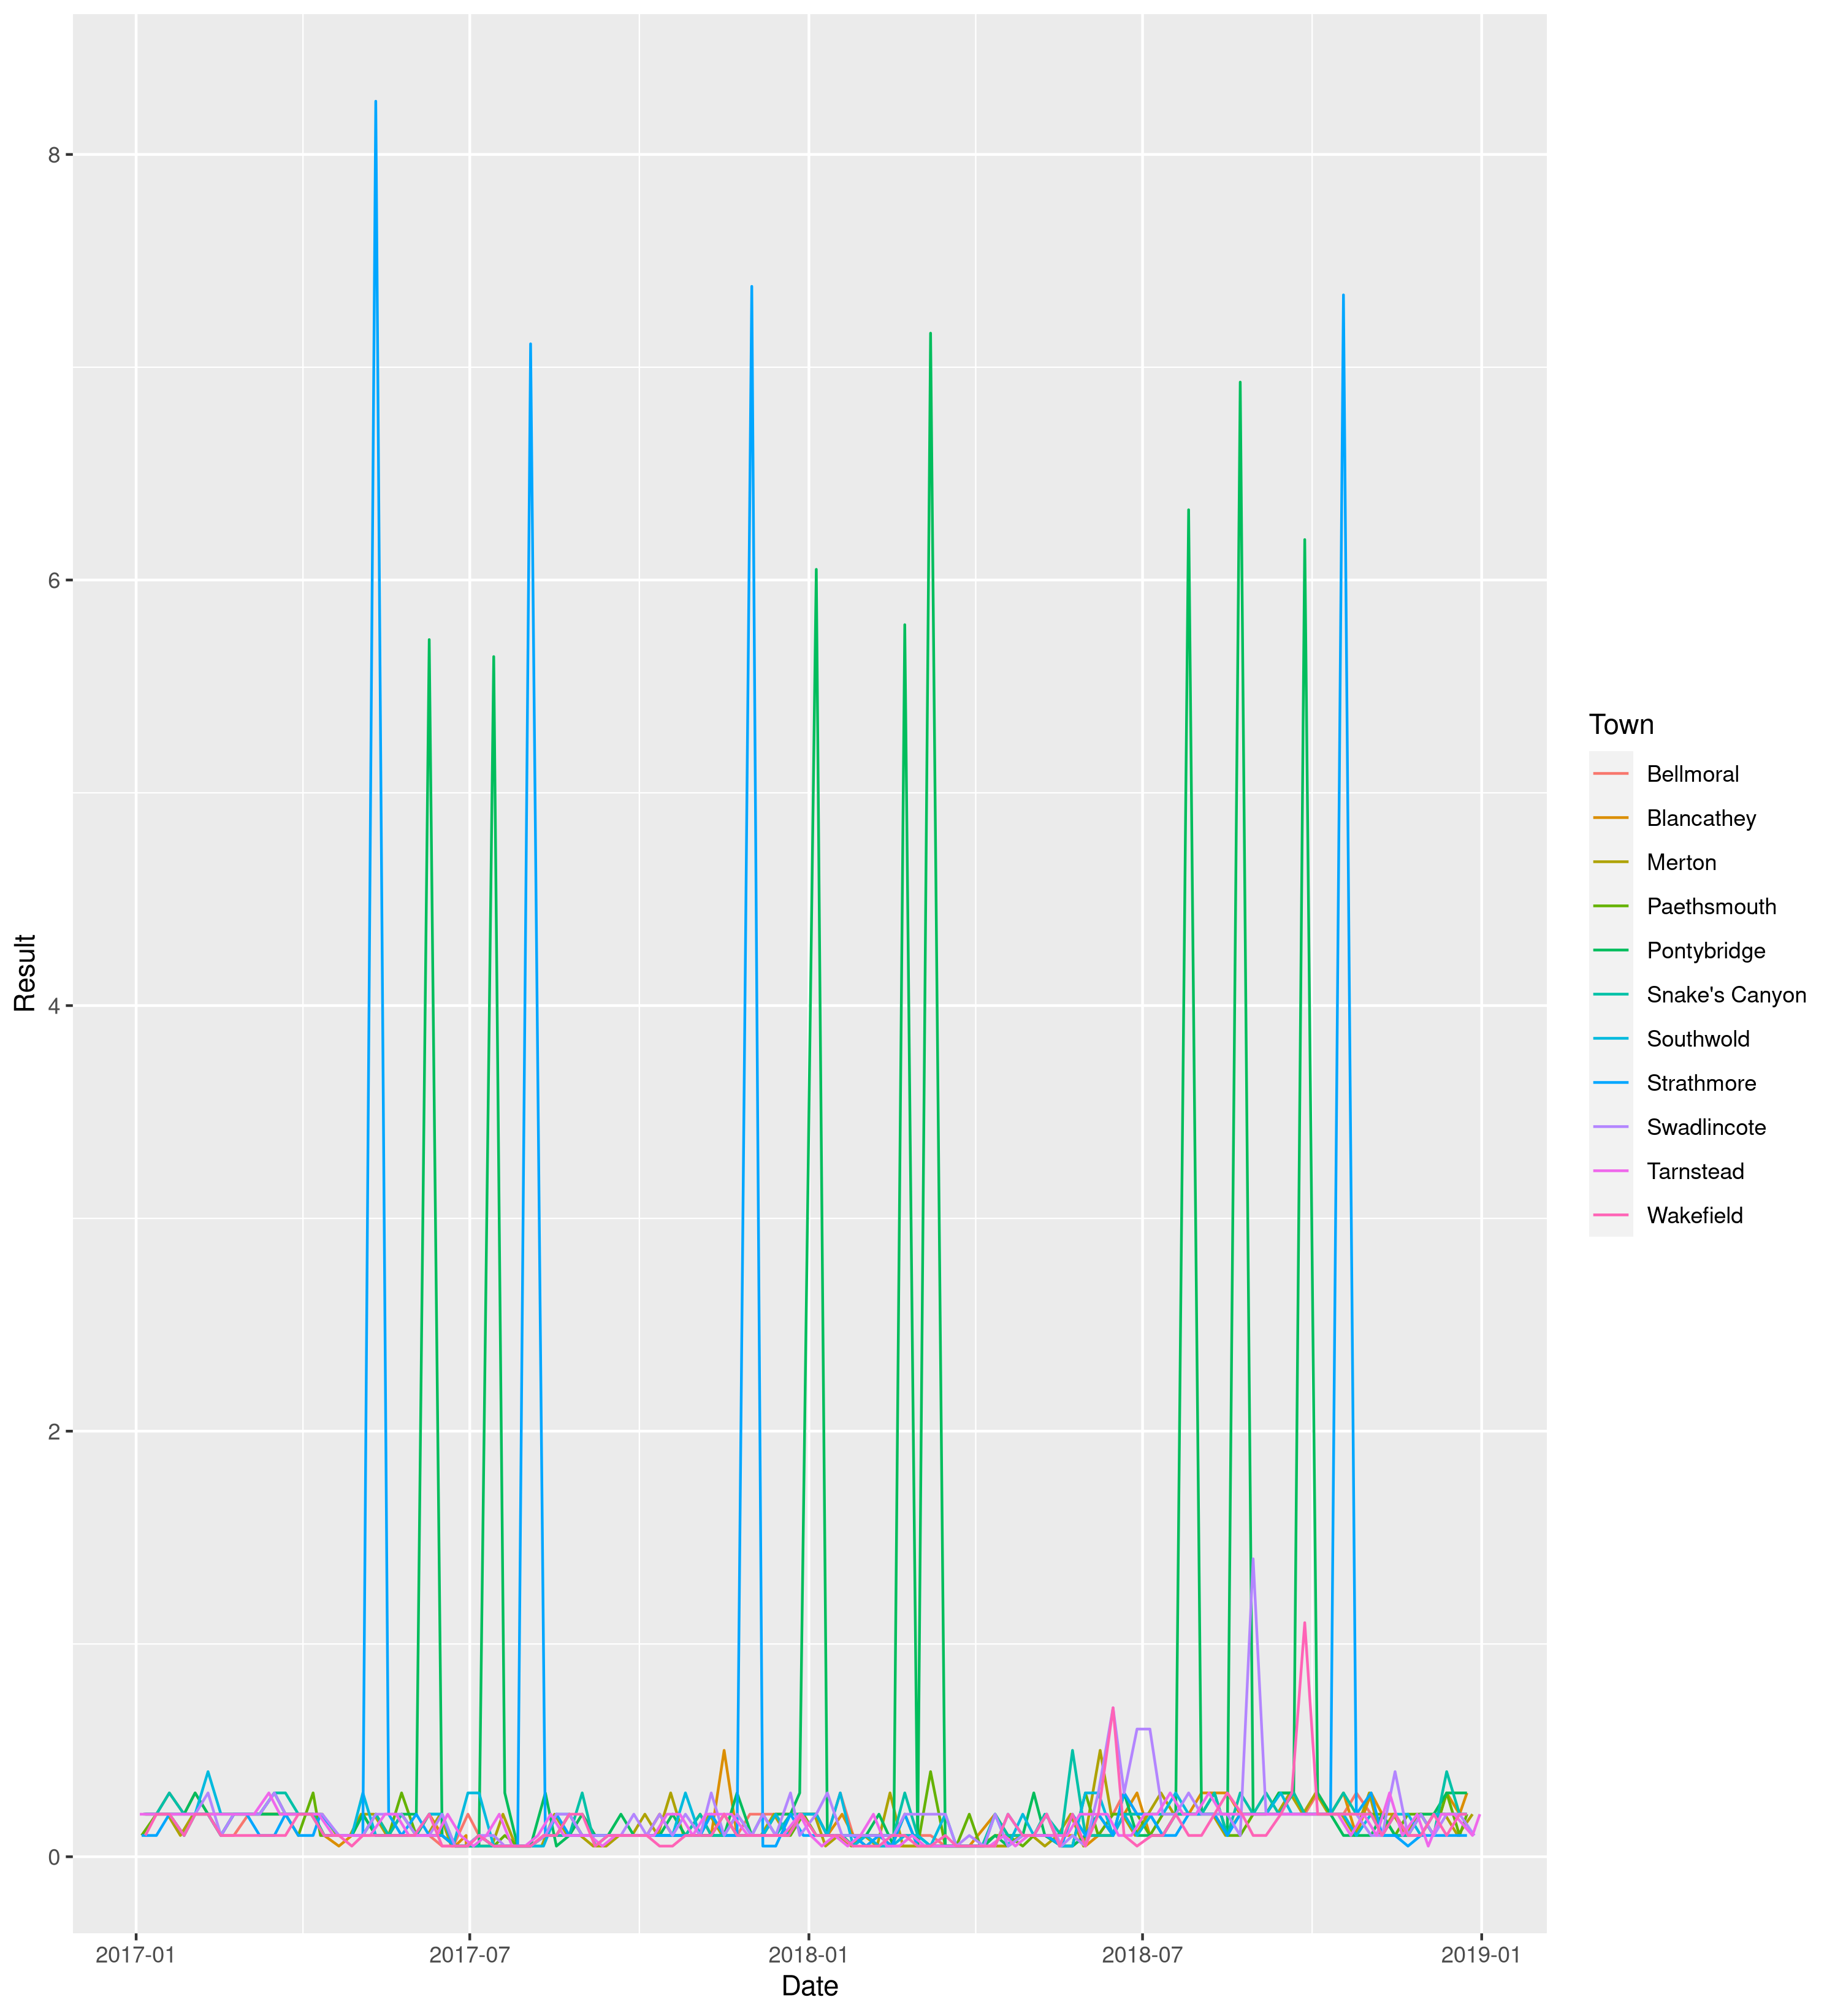 8
6
4
2
0
Result
2017-01
2017-07
2018-01
2018-07
2019-01
Date
Town
Bellmoral
Blancathey
Merton
Paethsmouth
Pontybridge
Snake's Canyon
Southwold
Strathmore
Swadlincote
Tarnstead
Wakefield